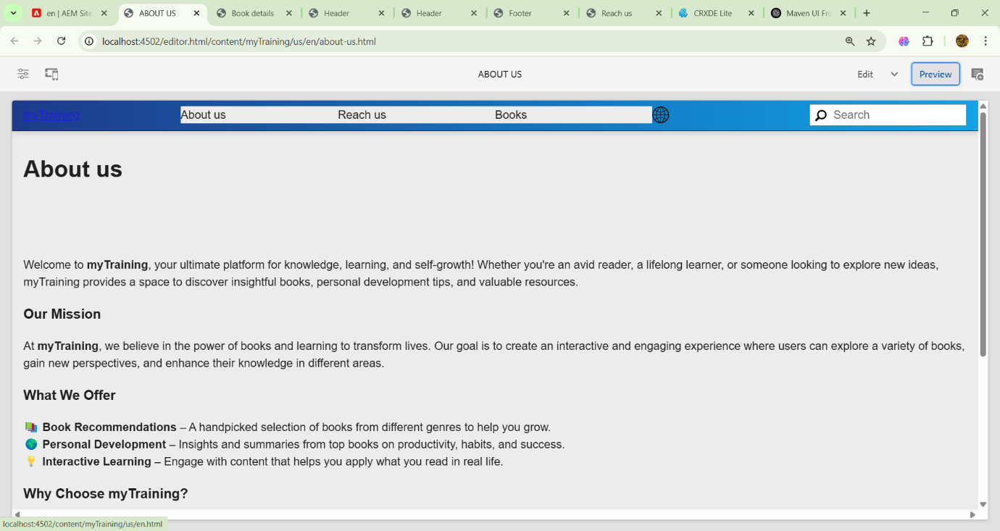 en | AEM Site
ABOUT US
Book details
Header
Header
Footer
Reach us
CRXDE Lite
Maven UI Fro
localhost:4502/editor.html/content/myTraining/us/en/about-us.html
ABOUT US
Edit
Preview
myTraining
About us
Reach us
Books
Search
About us
Welcome to myTraining, your ultimate platform for knowledge, learning, and self-growth! Whether you're an avid reader, a lifelong learner, or someone looking to explore new ideas,
myTraining provides a space to discover insightful books, personal development tips, and valuable resources.
Our Mission
At myTraining, we believe in the power of books and learning to transform lives. Our goal is to create an interactive and engaging experience where users can explore a variety of books,
gain new perspectives, and enhance their knowledge in different areas.
What We Offer
📚 Book Recommendations – A handpicked selection of books from different genres to help you grow.
🌍 Personal Development – Insights and summaries from top books on productivity, habits, and success.
💡 Interactive Learning – Engage with content that helps you apply what you read in real life.
Why Choose myTraining?
localhost:4502/content/myTraining/us/en.html